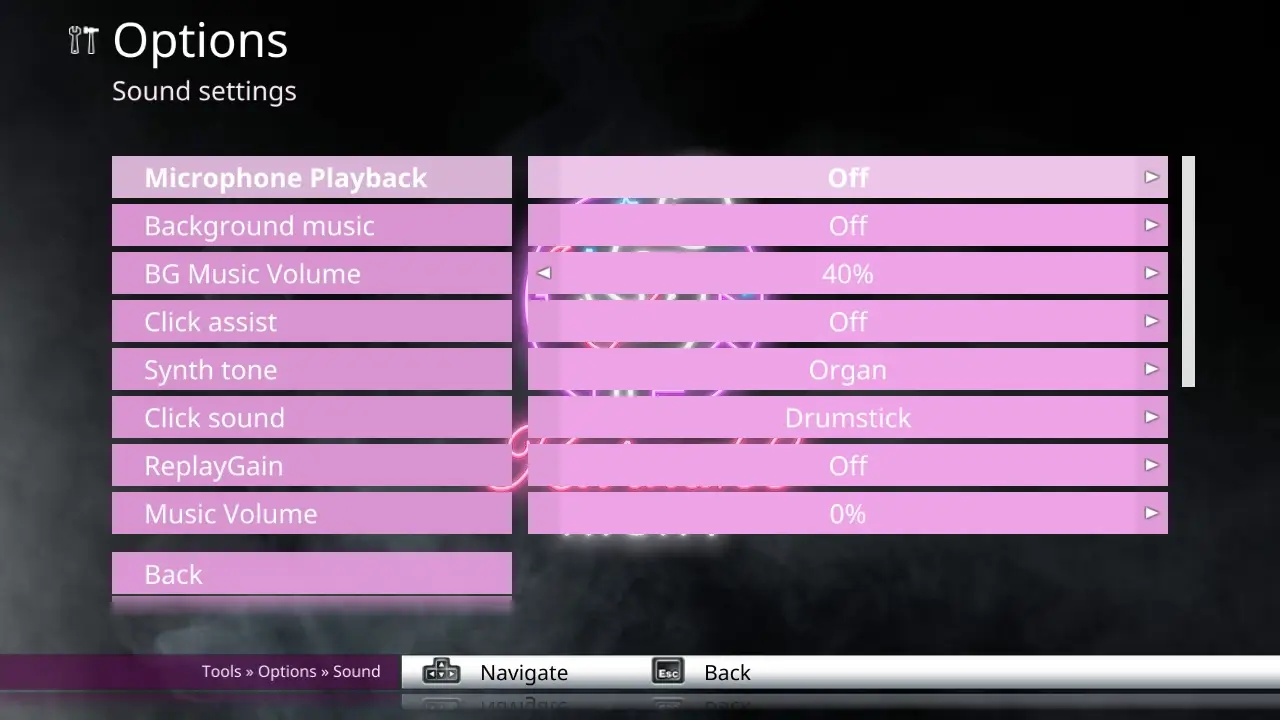 Options
Sound settings
Microphone Playback Off
Background music Off
BG Music Volume 40%
Click assist Off
Synth tone Organ
Click sound Drumstick
ReplayGain Off
Music Volume 0%
Back
Tools » Options » Sound Navigate Esc Back